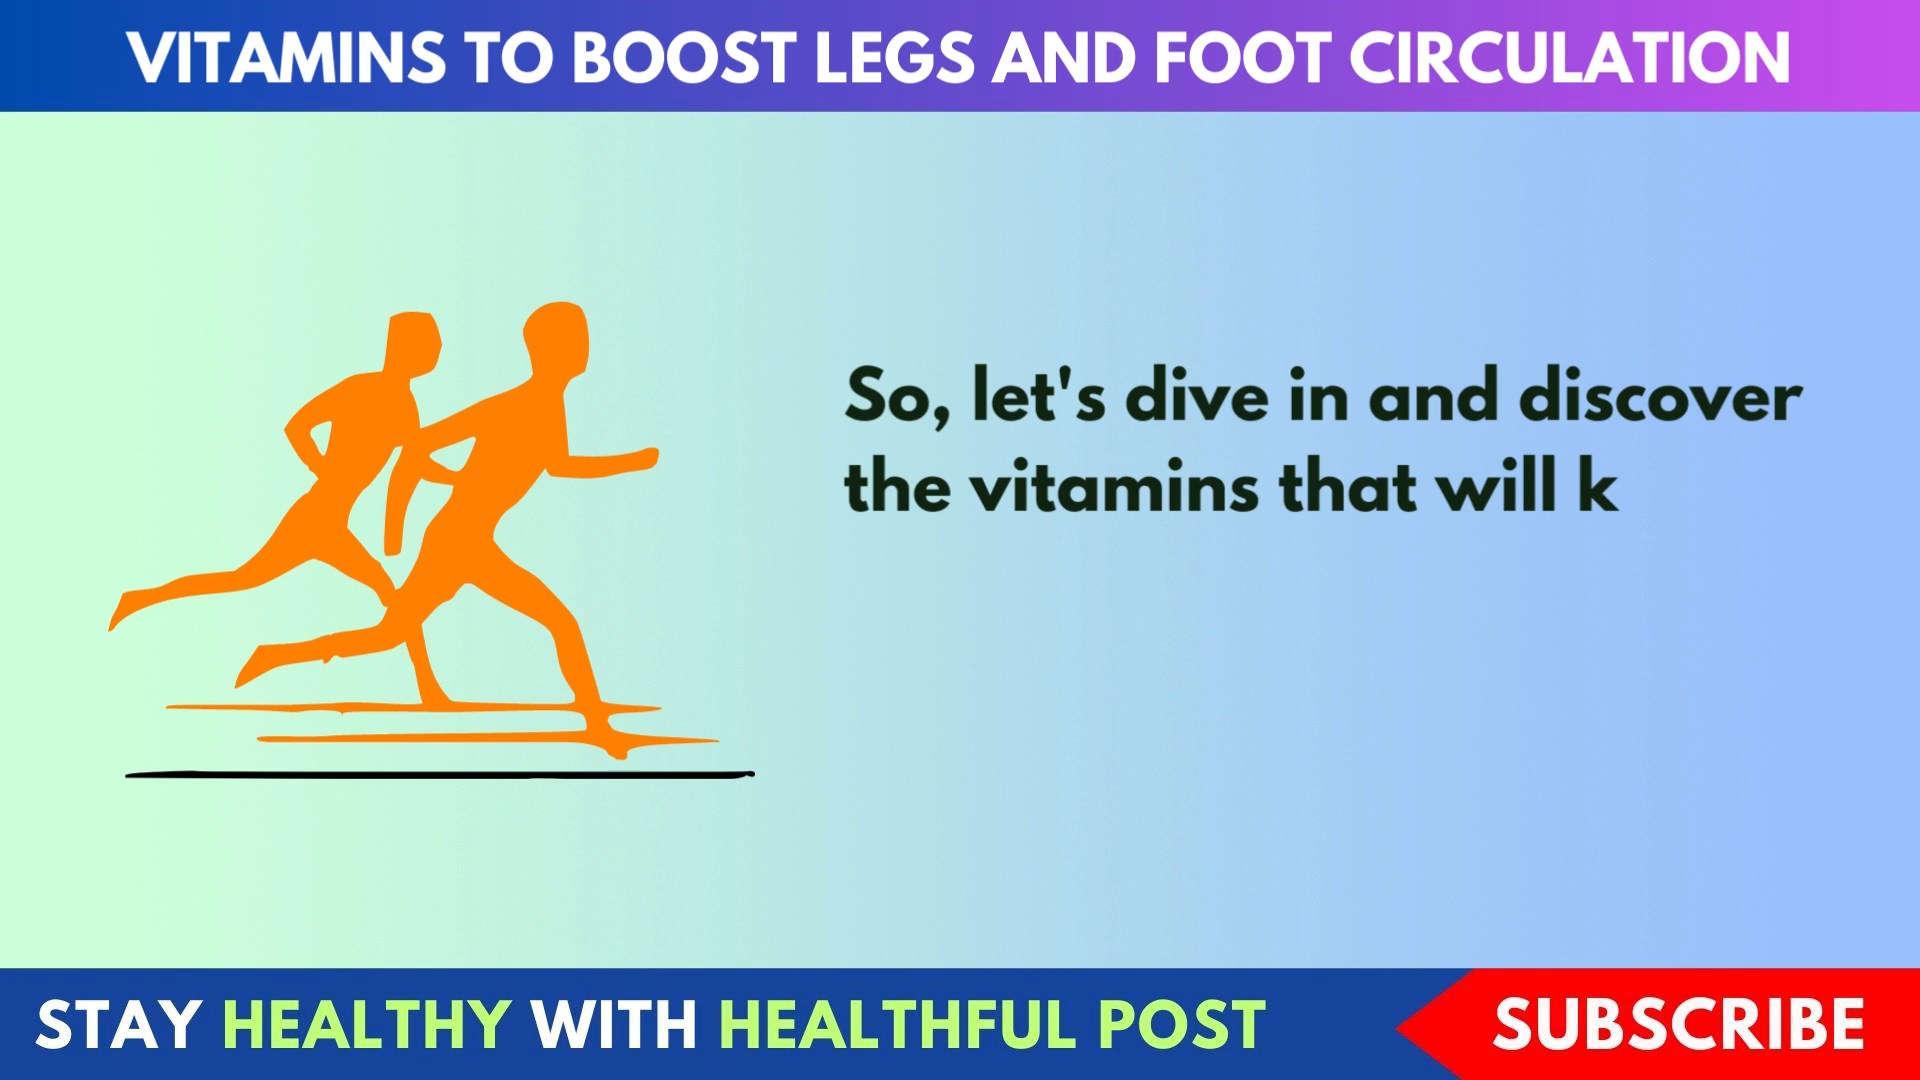 VITAMINS TO BOOST LEGS AND FOOT CIRCULATION
So, let's dive in and discover
the vitamins that will k
STAY HEALTHY WITH HEALTHFUL POST
SUBSCRIBE